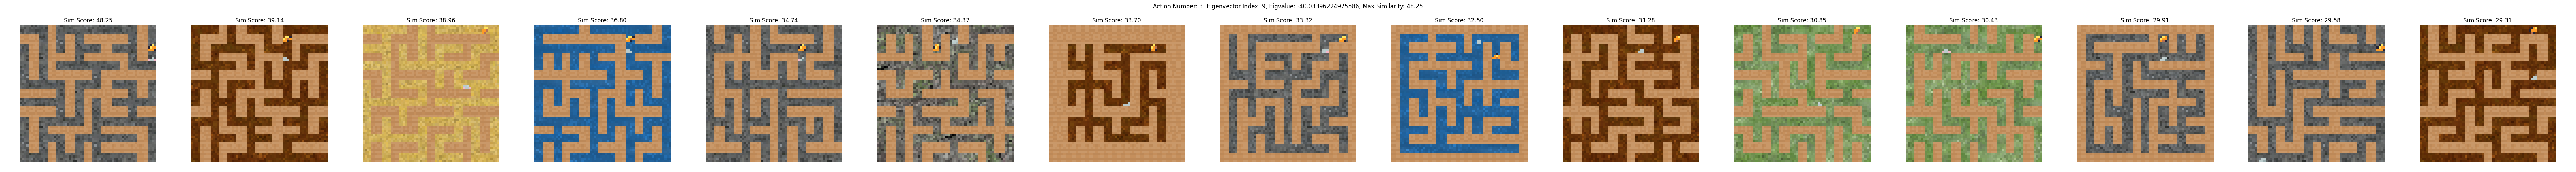 Action Number: 3, Eigenvector Index: 9, Eigvalue: -40.03396224975586, Max Similarity: 48.25
Sim Score: 48.25
Sim Score: 39.14
Sim Score: 38.96
Sim Score: 36.80
Sim Score: 34.74
Sim Score: 34.37
Sim Score: 33.70
Sim Score: 33.32
Sim Score: 32.50
Sim Score: 31.28
Sim Score: 30.85
Sim Score: 30.43
Sim Score: 29.91
Sim Score: 29.58
Sim Score: 29.31